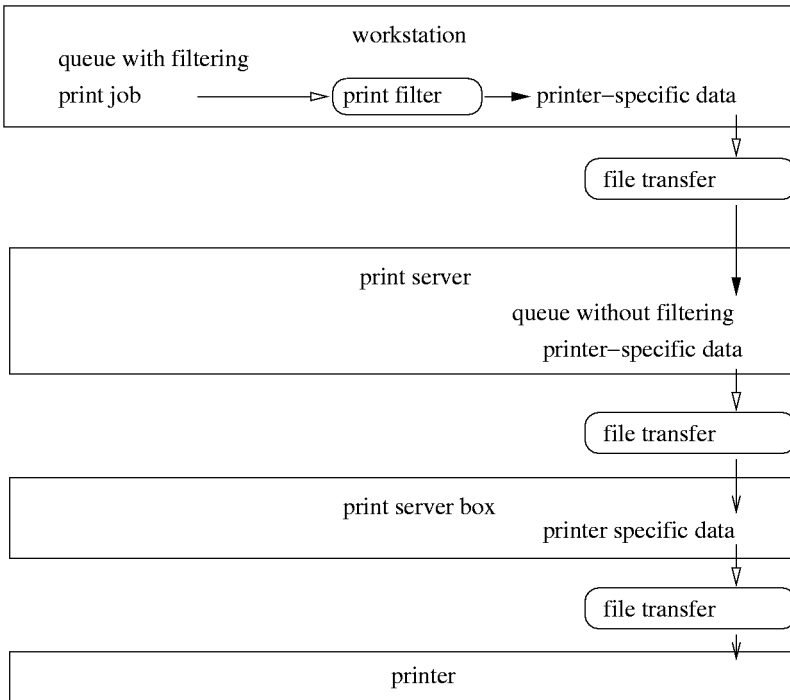 workstation
queue with filtering
print job
print filter
printer−specific data
file transfer
print server
queue without filtering
printer−specific data
file transfer
print server box
printer specific data
file transfer
printer